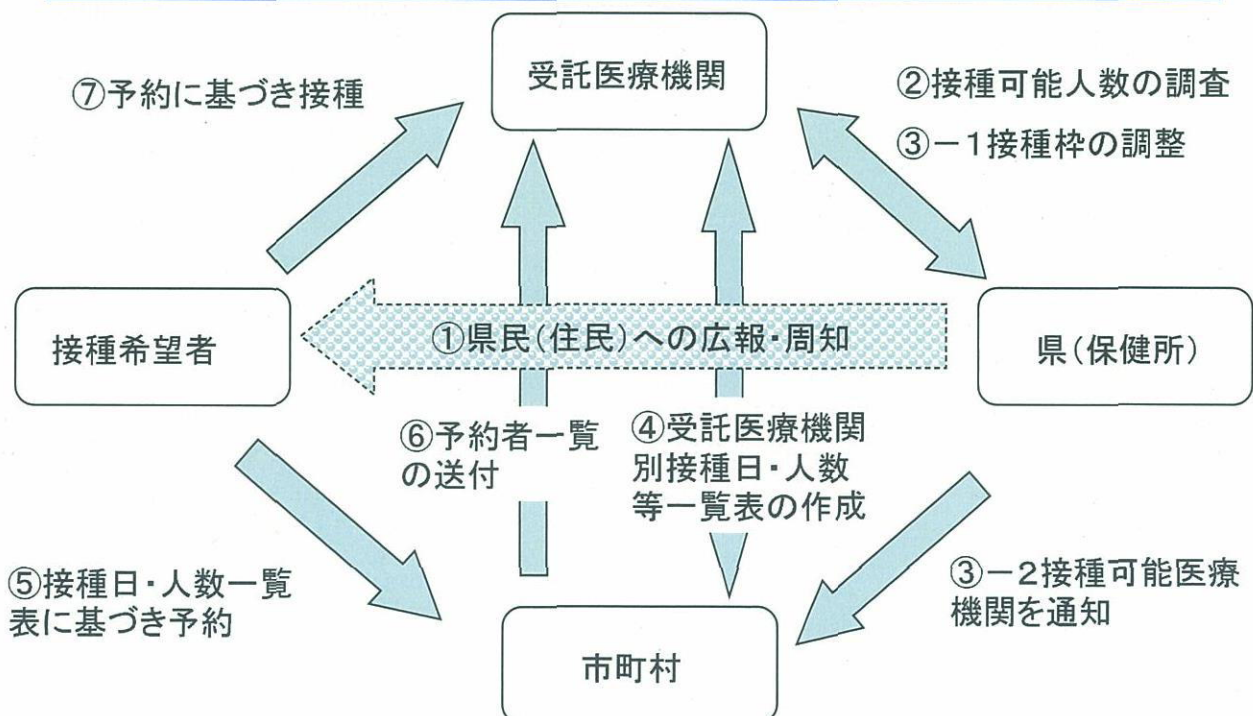 受託医療機関
⑦予約に基づき接種
②接種可能人数の調査
③－1接種枠の調整
接種希望者
①県民(住民)への広報・周知
県(保健所)
⑥予約者一覧
の送付
④受託医療機関
別接種日・人数
等一覧表の作成
⑤接種日・人数一覧
表に基づき予約
③－2接種可能医療
機関を通知
市町村